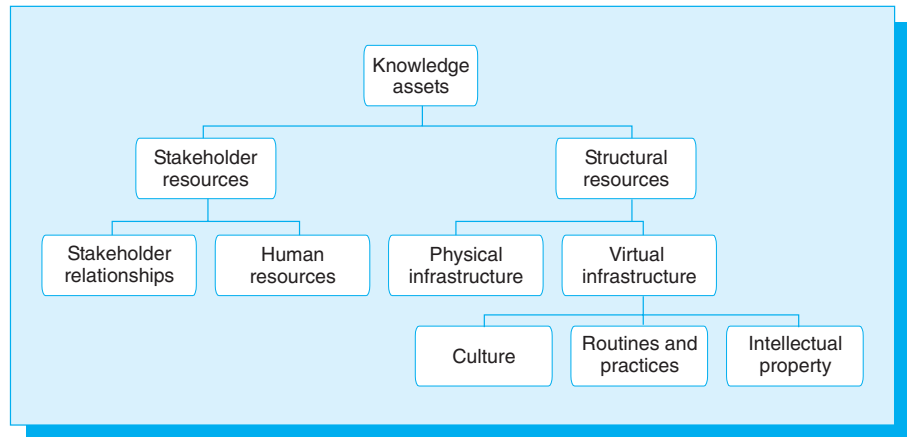 Knowledge
assets
Stakeholder
resources
Structural
resources
Stakeholder
relationships
Human
resources
Physical
infrastructure
Virtual
infrastructure
Culture
Routines and
practices
Intellectual
property